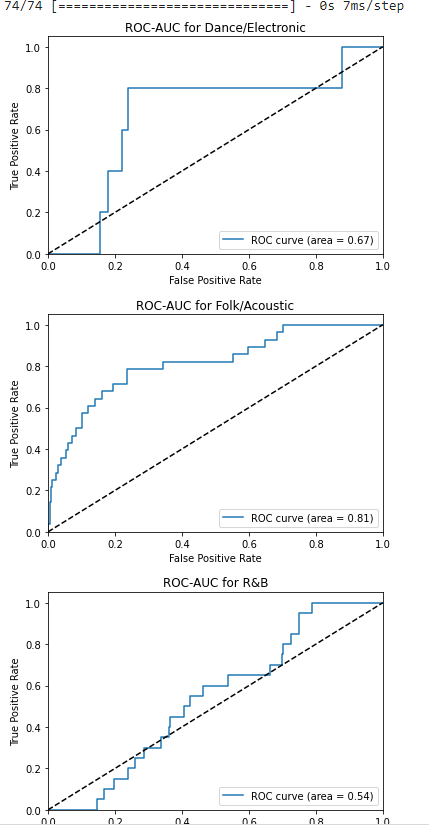 74/74 [==============================] - 0s 7ms/step
ROC-AUC for Dance/Electronic
1.0
0.8
0.6
0.4
0.2
0.0
True Positive Rate
ROC curve (area = 0.67)
0.0 0.2 0.4 0.6 0.8 1.0
False Positive Rate
ROC-AUC for Folk/Acoustic
1.0
0.8
0.6
0.4
0.2
0.0
True Positive Rate
ROC curve (area = 0.81)
0.0 0.2 0.4 0.6 0.8 1.0
False Positive Rate
ROC-AUC for R&B
1.0
0.8
0.6
0.4
0.2
0.0
True Positive Rate
ROC curve (area = 0.54)
0.0 0.2 0.4 0.6 0.8 1.0